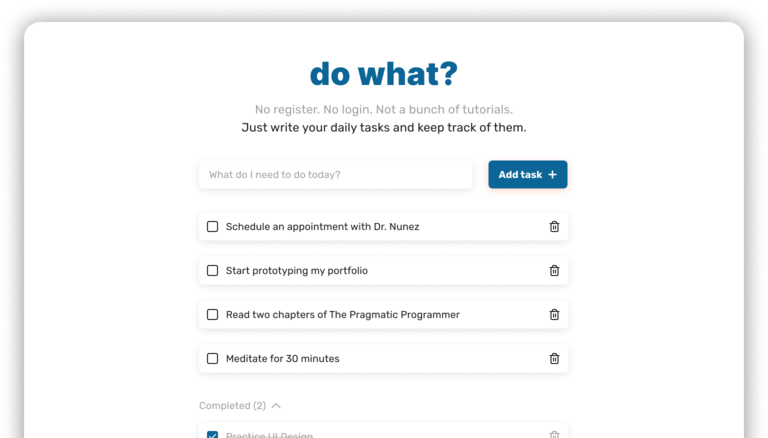 do what?
No register. No login. Not a bunch of tutorials.
Just write your daily tasks and keep track of them.
What do I need to do today?
Add task +
Schedule an appointment with Dr. Nunez
Start prototyping my portfolio
Read two chapters of The Pragmatic Programmer
Meditate for 30 minutes
Completed (2)
Practice UI Design